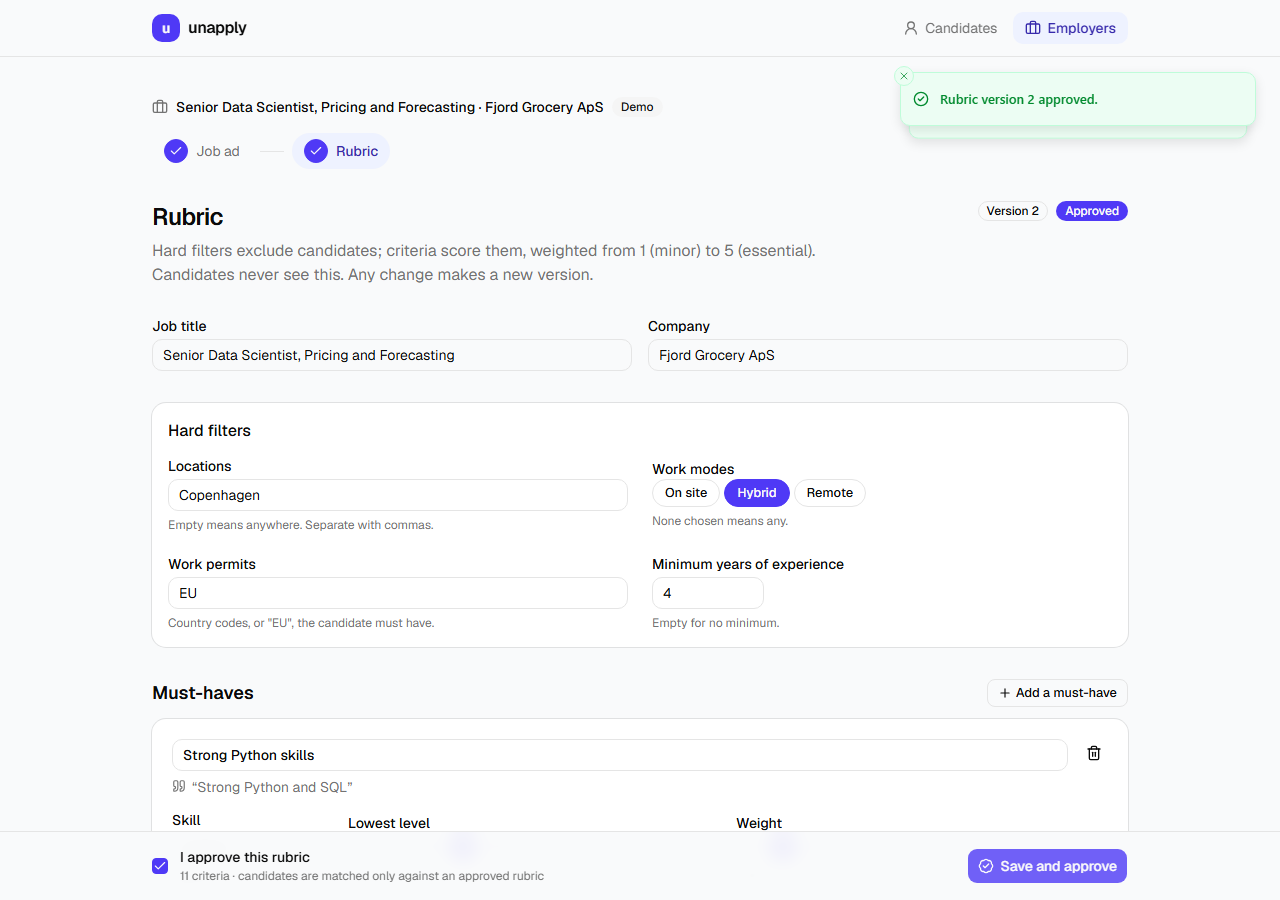 u unapply
Candidates
Employers
Senior Data Scientist, Pricing and Forecasting · Fjord Grocery ApS
Demo
Rubric version 2 approved.
Job ad
Rubric
Rubric
Version 2
Approved
Hard filters exclude candidates; criteria score them, weighted from 1 (minor) to 5 (essential).
Candidates never see this. Any change makes a new version.
Job title
Company
Senior Data Scientist, Pricing and Forecasting
Fjord Grocery ApS
Hard filters
Locations
Work modes
Copenhagen
On site
Hybrid
Remote
Empty means anywhere. Separate with commas.
None chosen means any.
Work permits
Minimum years of experience
EU
4
Country codes, or "EU", the candidate must have.
Empty for no minimum.
Must-haves
Add a must-have
Strong Python skills
“Strong Python and SQL”
Skill
Lowest level
Weight
I approve this rubric
11 criteria · candidates are matched only against an approved rubric
Save and approve